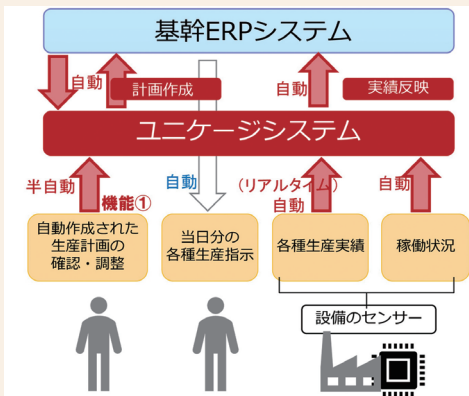 基幹ERPシステム
自動
計画作成
自動
実績反映
ユニケージシステム
半自動
機能①
自動
（リアルタイム）
自動
自動
自動作成された
生産計画の
確認・調整
当日分の
各種生産指示
各種生産実績
稼働状況
設備のセンサー